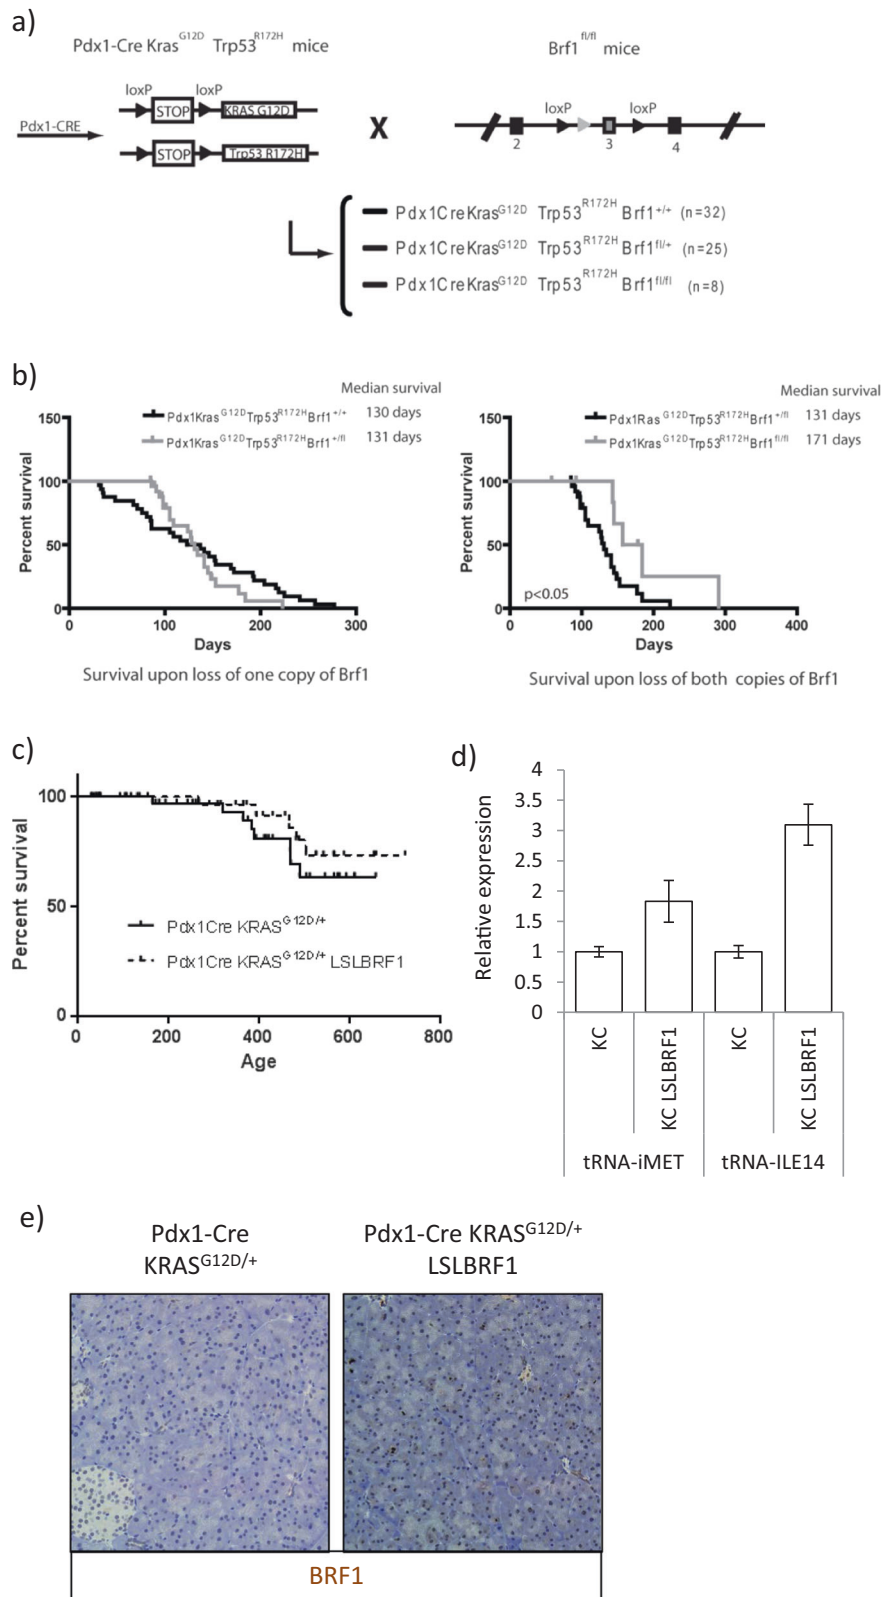 a)
Pdx1-Cre Kras^G12D Trp53^R172H mice
Brf1^fl/fl mice
loxP loxP
STOP KRAS G12D
Pdx1-CRE
STOP Trp53 R172H
X
loxP loxP
2 3 4
Pdx1CreKras^G12D Trp53^R172H Brf1^+/+ (n=32)
Pdx1CreKras^G12D Trp53^R172H Brf1^fl/+ (n=25)
Pdx1CreKras^G12D Trp53^R172H Brf1^fl/fl (n=8)
b)
Median survival
Pdx1Kras^G12D Trp53^R172H Brf1^+/+ 130 days
Pdx1Kras^G12D Trp53^R172H Brf1^+/fl 131 days
Percent survival
150
100
50
0
0 100 200 300
Days
Survival upon loss of one copy of Brf1
Median survival
Pdx1Ras^G12D Trp53^R172H Brf1^+/fl 131 days
Pdx1Kras^G12D Trp53^R172H Brf1^fl/fl 171 days
Percent survival
150
100
50
0
p<0.05
0 100 200 300 400
Days
Survival upon loss of both copies of Brf1
c)
Percent survival
100
50
0
Pdx1Cre KRAS^G12D/+
Pdx1Cre KRAS^G12D/+ LSLBRF1
0 200 400 600 800
Age
d)
Relative expression
4
3.5
3
2.5
2
1.5
1
0.5
0
KC
KC LSLBRF1
KC
KC LSLBRF1
tRNA-iMET tRNA-ILE14
e)
Pdx1-Cre
KRAS^G12D/+
Pdx1-Cre KRAS^G12D/+
LSLBRF1
BRF1